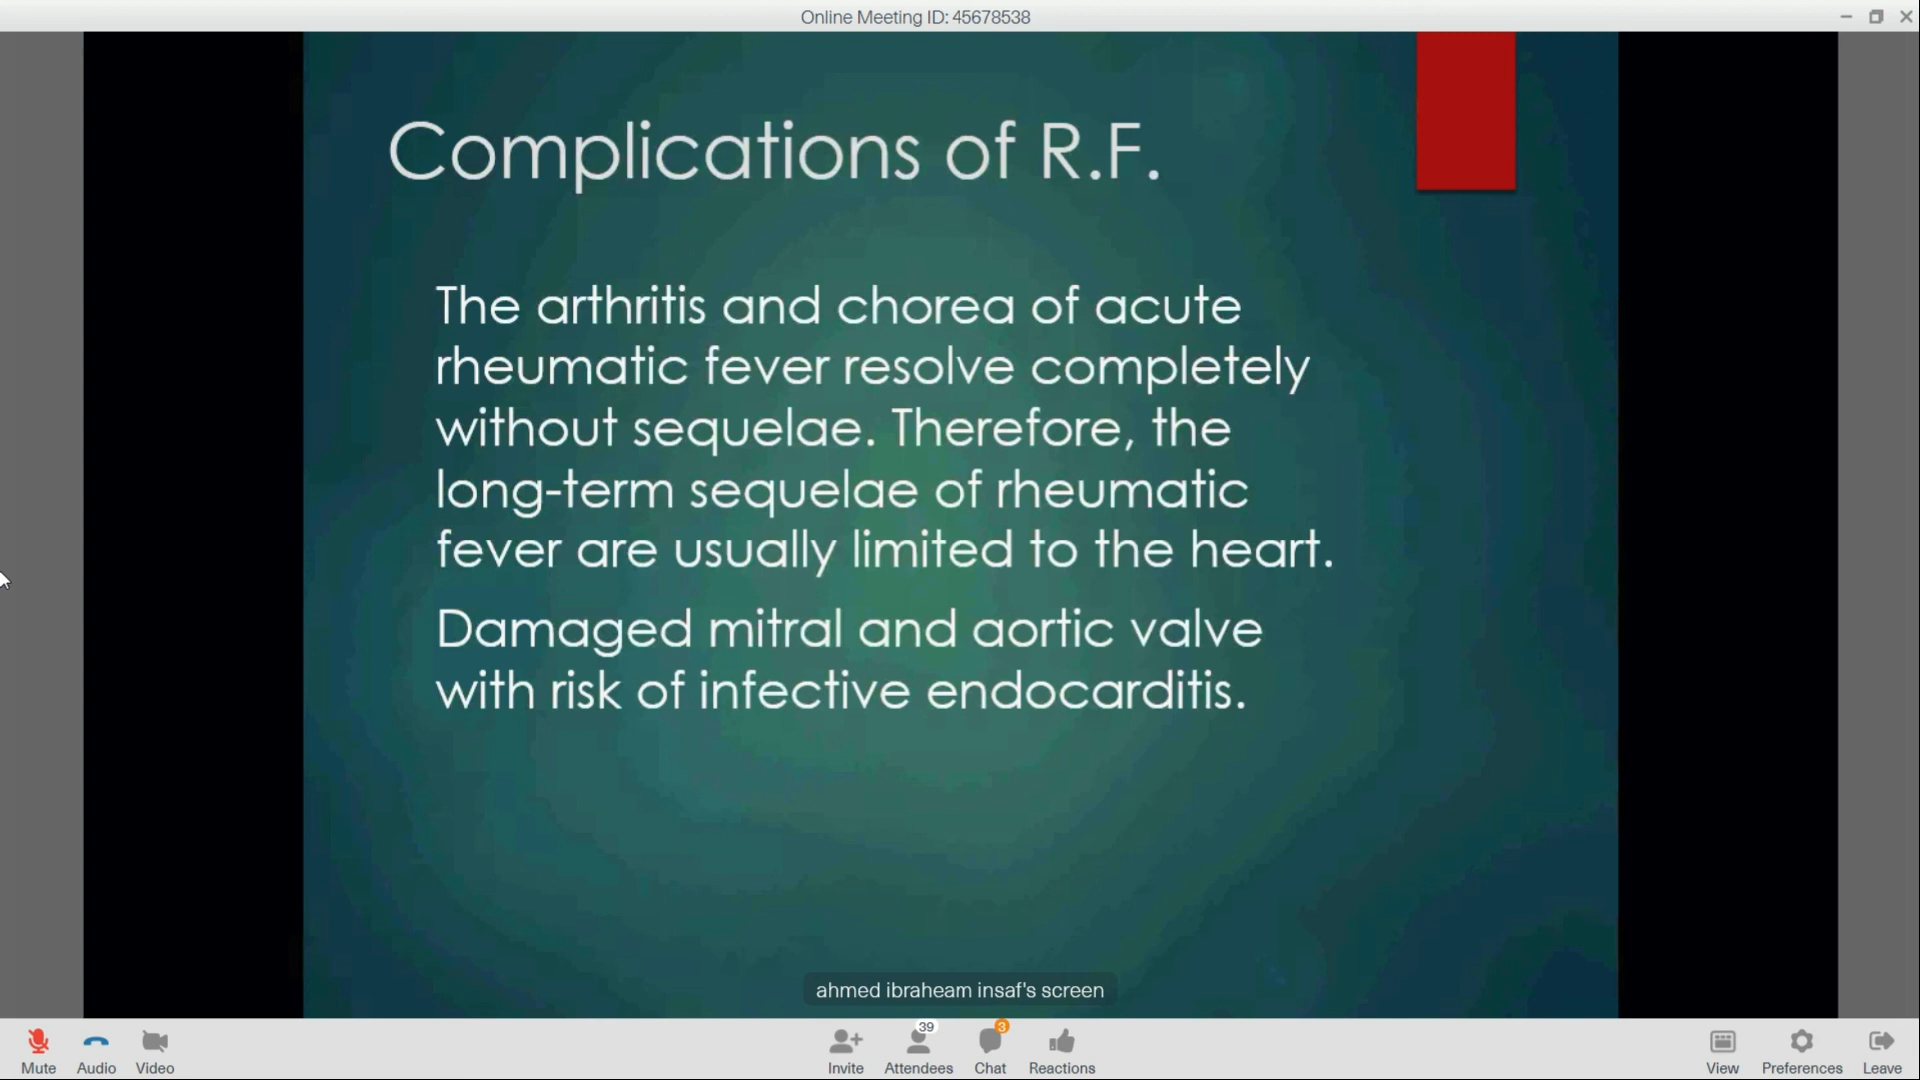 Online Meeting ID: 45678538
Complications of R.F.
The arthritis and chorea of acute
rheumatic fever resolve completely
without sequelae. Therefore, the
long-term sequelae of rheumatic
fever are usually limited to the heart.
Damaged mitral and aortic valve
with risk of infective endocarditis.
ahmed ibraheam insaf's screen
39
3
Mute Audio Video Invite Attendees Chat Reactions View Preferences Leave